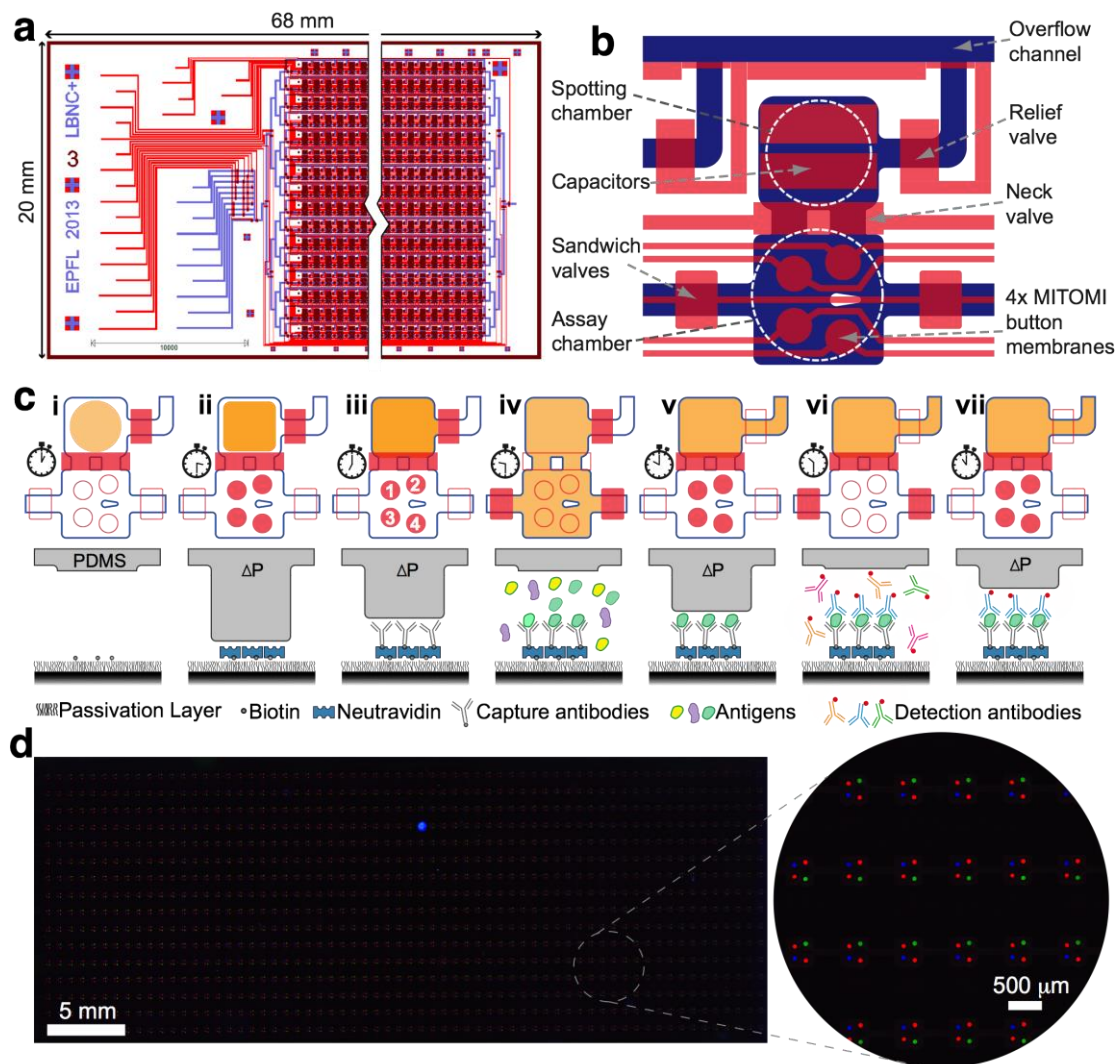 a
68 mm
20 mm
EPFL 2013 LBNC+
3
10000
b
Overflow
channel
Spotting
chamber
Relief
valve
Capacitors
Neck
valve
Sandwich
valves
Assay
chamber
4x MITOMI
button
membranes
c
i
ii
iii
iv
v
vi
vii
1
2
3
4
PDMS
ΔP
ΔP
ΔP
ΔP
Passivation Layer
Biotin
Neutravidin
Capture antibodies
Antigens
Detection antibodies
d
5 mm
500 μm